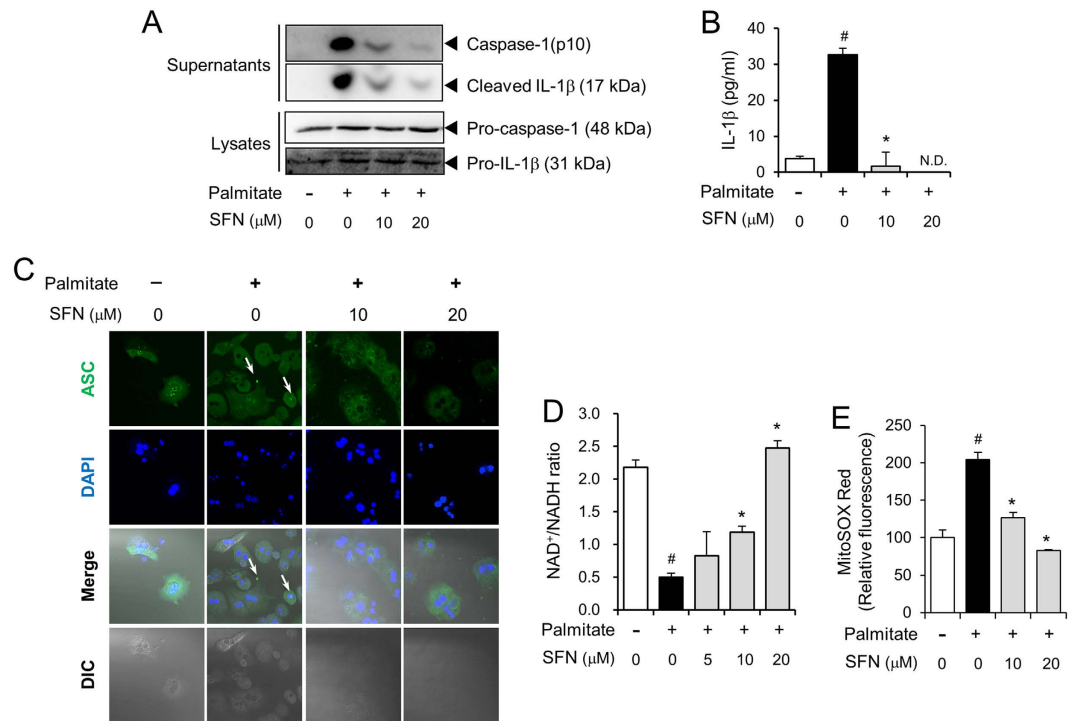 A
Supernatants
Caspase-1(p10)
Cleaved IL-1β (17 kDa)
Lysates
Pro-caspase-1 (48 kDa)
Pro-IL-1β (31 kDa)
Palmitate - + + +
SFN (μM) 0 0 10 20
B
IL-1β (pg/ml)
40
30
20
10
0
#
*
N.D.
Palmitate - + + +
SFN (μM) 0 0 10 20
C
Palmitate − + + +
SFN (μM) 0 0 10 20
ASC
DAPI
Merge
DIC
D
NAD⁺/NADH ratio
3.0
2.5
2.0
1.5
1.0
0.5
0.0
#
*
*
Palmitate - + + + +
SFN (μM) 0 0 5 10 20
E
MitoSOX Red
(Relative fluorescence)
250
200
150
100
50
0
#
*
*
Palmitate - + + +
SFN (μM) 0 0 10 20